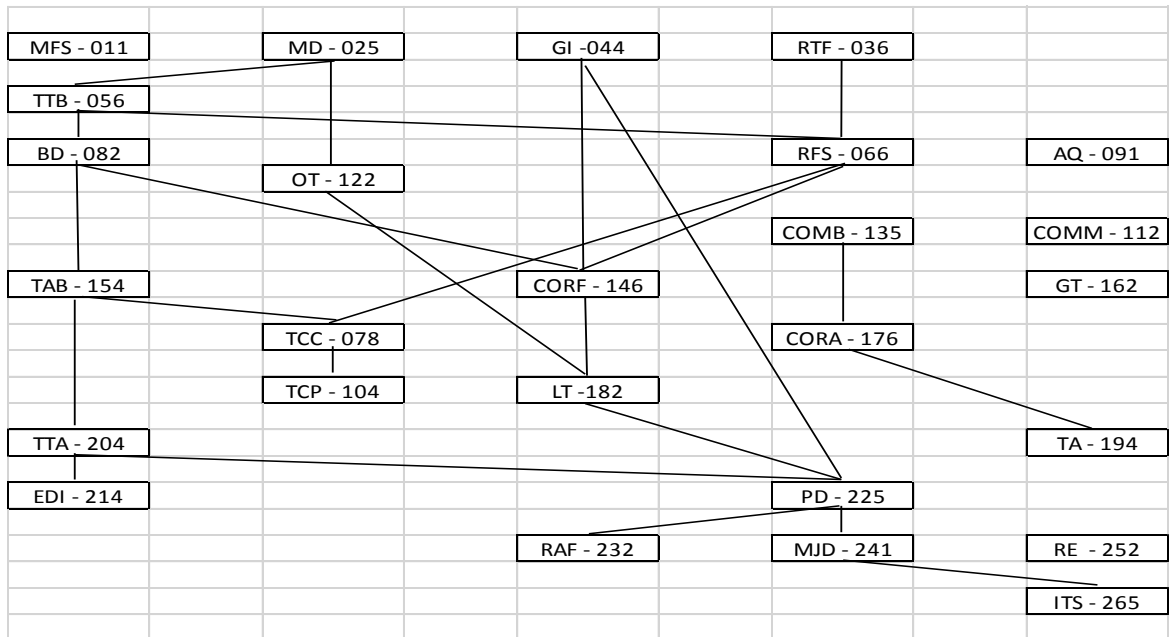 MFS - 011
MD - 025
GI -044
RTF - 036
TTB - 056
BD - 082
RFS - 066
AQ - 091
OT - 122
COMB - 135
COMM - 112
TAB - 154
CORF - 146
GT - 162
TCC - 078
CORA - 176
TCP - 104
LT -182
TTA - 204
TA - 194
EDI - 214
PD - 225
RAF - 232
MJD - 241
RE - 252
ITS - 265